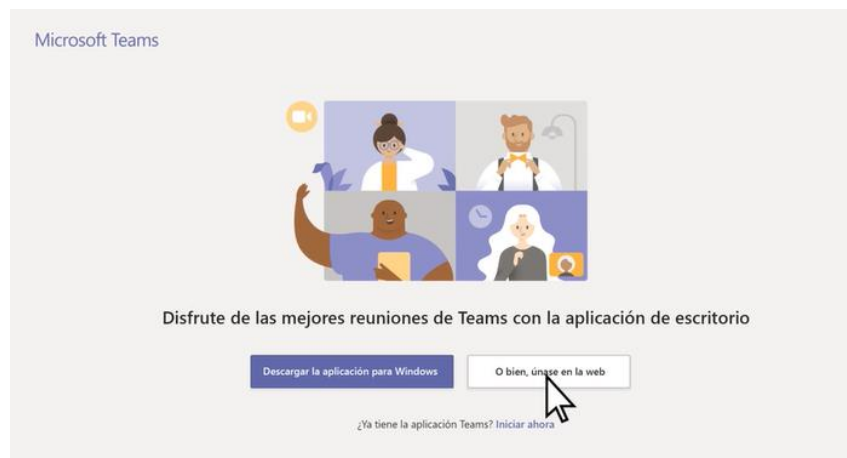 Microsoft Teams
Disfrute de las mejores reuniones de Teams con la aplicación de escritorio
Descargar la aplicación para Windows
O bien, únase en la web
¿Ya tiene la aplicación Teams? Iniciar ahora